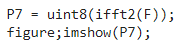 P7 = uint8(ifft2(F));
figure;imshow(P7);